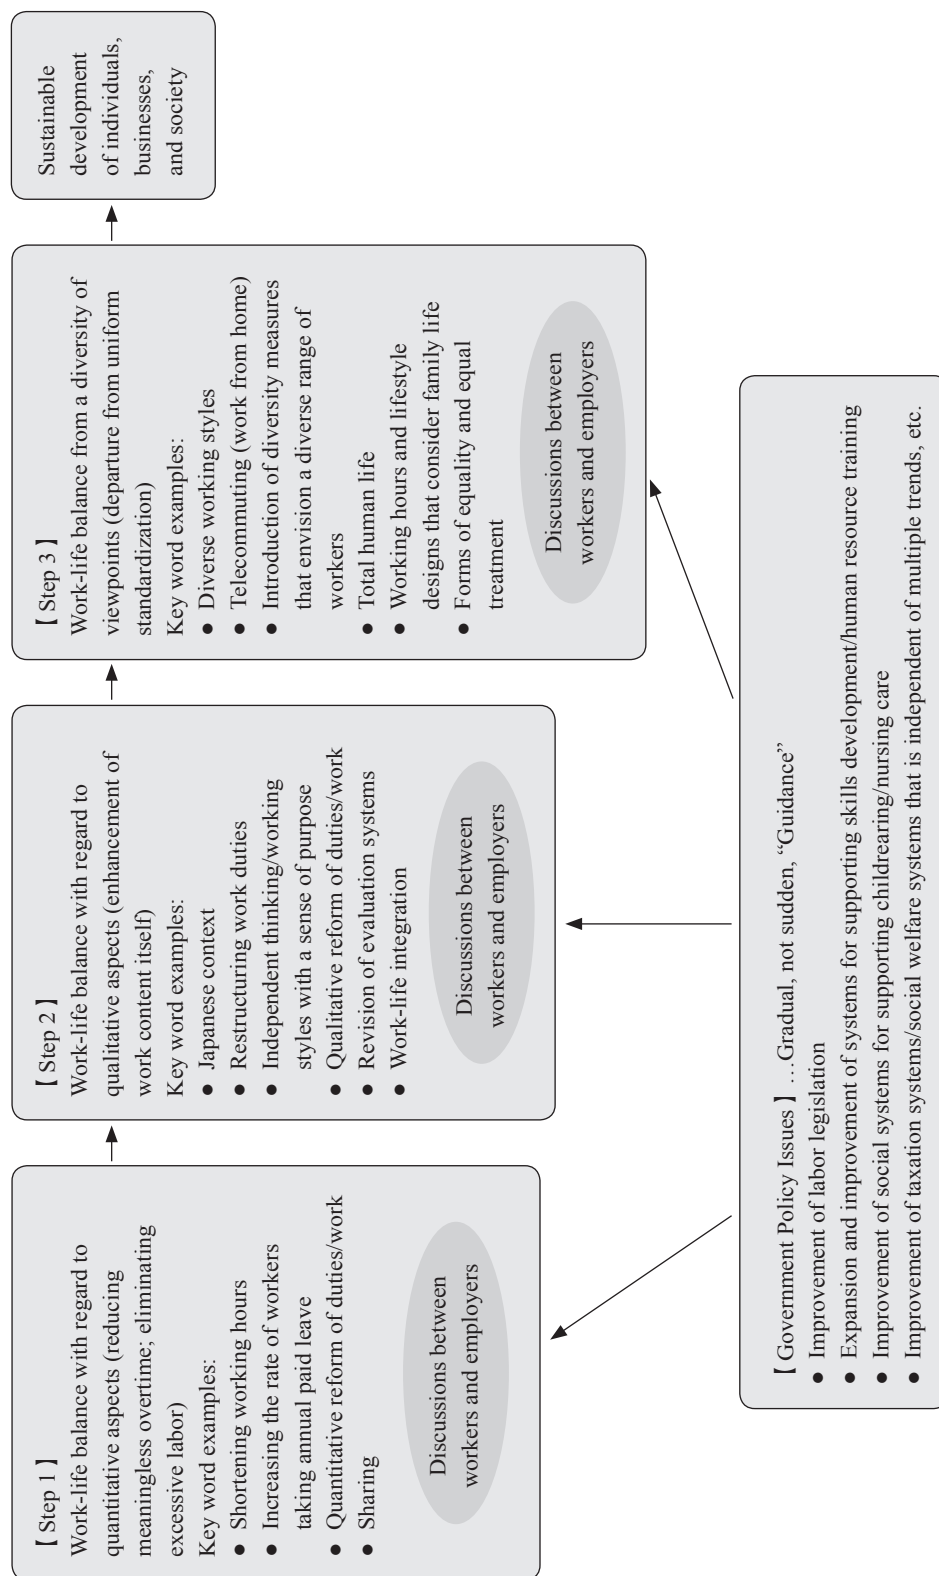 【Step 1】
Work-life balance with regard to
quantitative aspects (reducing
meaningless overtime; eliminating
excessive labor)
Key word examples:
● Shortening working hours
● Increasing the rate of workers
taking annual paid leave
● Quantitative reform of duties/work
● Sharing
Discussions between
workers and employers
【Step 2】
Work-life balance with regard to
qualitative aspects (enhancement of
work content itself)
Key word examples:
● Japanese context
● Restructuring work duties
● Independent thinking/working
styles with a sense of purpose
● Qualitative reform of duties/work
● Revision of evaluation systems
● Work-life integration
Discussions between
workers and employers
【Step 3】
Work-life balance from a diversity of
viewpoints (departure from uniform
standardization)
Key word examples:
● Diverse working styles
● Telecommuting (work from home)
● Introduction of diversity measures
that envision a diverse range of
workers
● Total human life
● Working hours and lifestyle
designs that consider family life
● Forms of equality and equal
treatment
Discussions between
workers and employers
Sustainable
development
of individuals,
businesses,
and society
【Government Policy Issues】…Gradual, not sudden, “Guidance”
● Improvement of labor legislation
● Expansion and improvement of systems for supporting skills development/human resource training
● Improvement of social systems for supporting childrearing/nursing care
● Improvement of taxation systems/social welfare systems that is independent of multiple trends, etc.